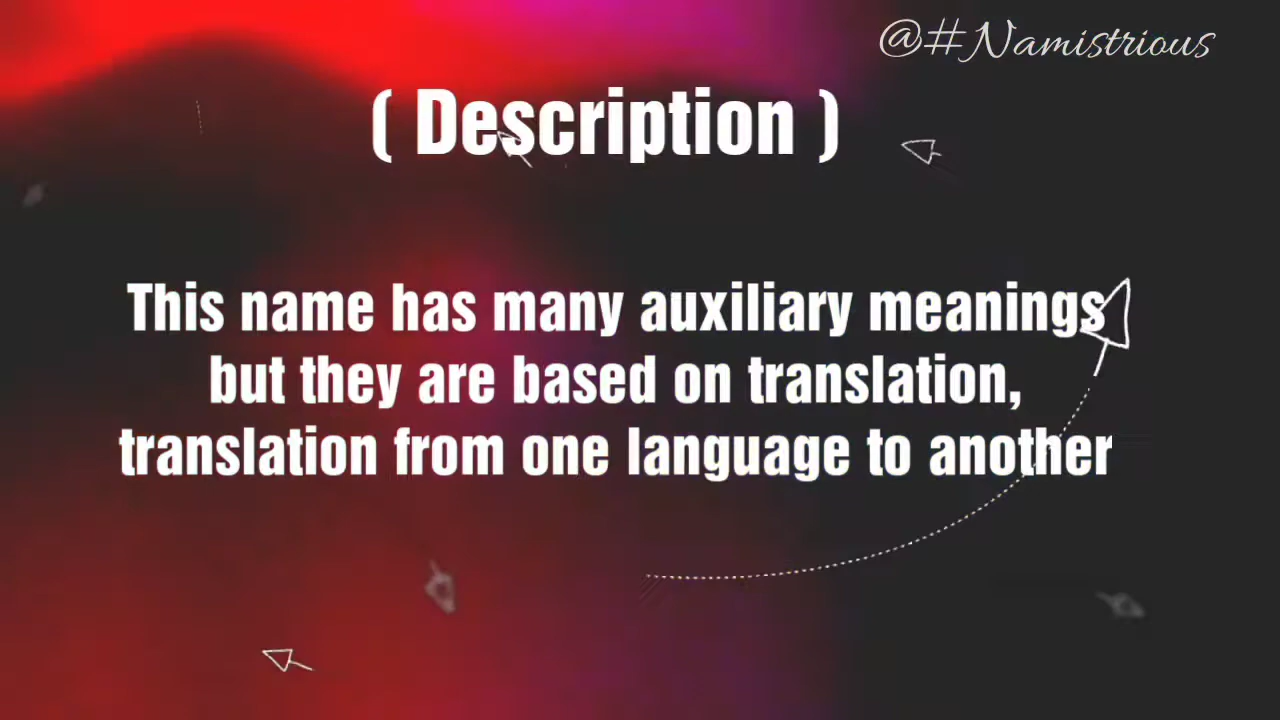 @#Namistrious
( Description )
This name has many auxiliary meanings
but they are based on translation,
translation from one language to another